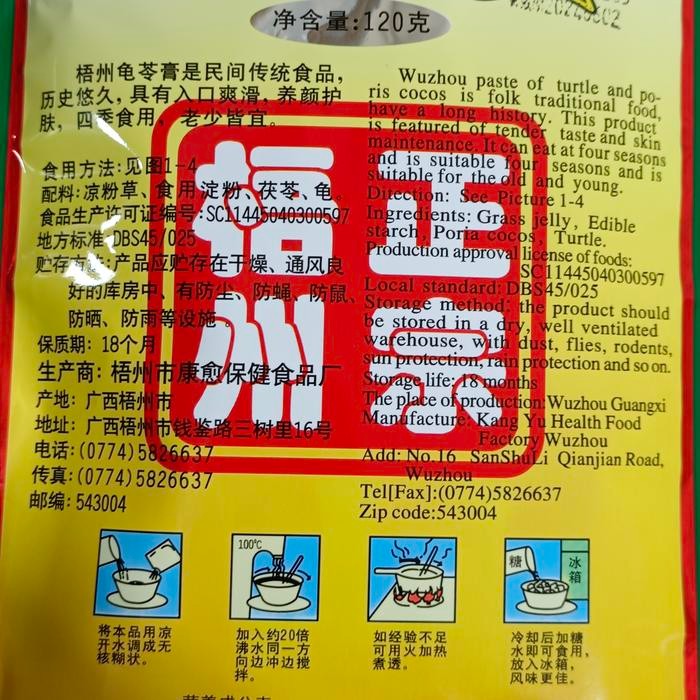 净含量:120克
梧州龟苓膏是民间传统食品,
历史悠久,具有入口爽滑,养颜护
肤,四季食用,老少皆宜。
食用方法:见图1-4
配料:凉粉草、食用淀粉、茯苓、龟。
食品生产许可证编号:SC11445040300597
地方标准:DBS45/025
贮存方法:产品应贮存在干燥、通风良
好的库房中、有防尘、防蝇、防鼠、
防晒、防雨等设施。
保质期: 18个月
生产商: 梧州市康愈保健食品厂
产地: 广西梧州市
地址: 广西梧州市钱鉴路三树里16号
电话:(0774)5826637
传真:(0774)5826637
邮编: 543004
Wuzhou paste of turtle and po-
ris cocos is folk traditional food,
have a long history. This product
is featured of tender taste and skin
maintenance. It can eat at four seasons
and is suitable four seasons and is
suitable for the old and young.
Ditection: See Picture 1-4
Ingredients: Grass jelly, Edible
starch, Poria cocos, Turtle.
Production approval license of foods:
SC11445040300597
Local standard: DBS45/025
Storage method: the product should
be stored in a dry, well ventilated
warehouse, with dust, flies, rodents,
sun protection, rain protection and so on.
Storage life: 18 months
The place of production: Wuzhou Guangxi
Manufacture: Kang Yu Health Food
Factory Wuzhou
Add: No.16 SanShuLi Qianjian Road,
Wuzhou
Tel[Fax]:(0774)5826637
Zip code:543004
正宗
梧州
100℃
糖
冰箱
将本品用凉
开水调成无
核糊状。
加入约20倍
沸水同一方
向边冲边搅
拌。
如经验不足
可用火加热
煮透。
冷却后加糖
水即可食用,
放入冰箱,
风味更佳。